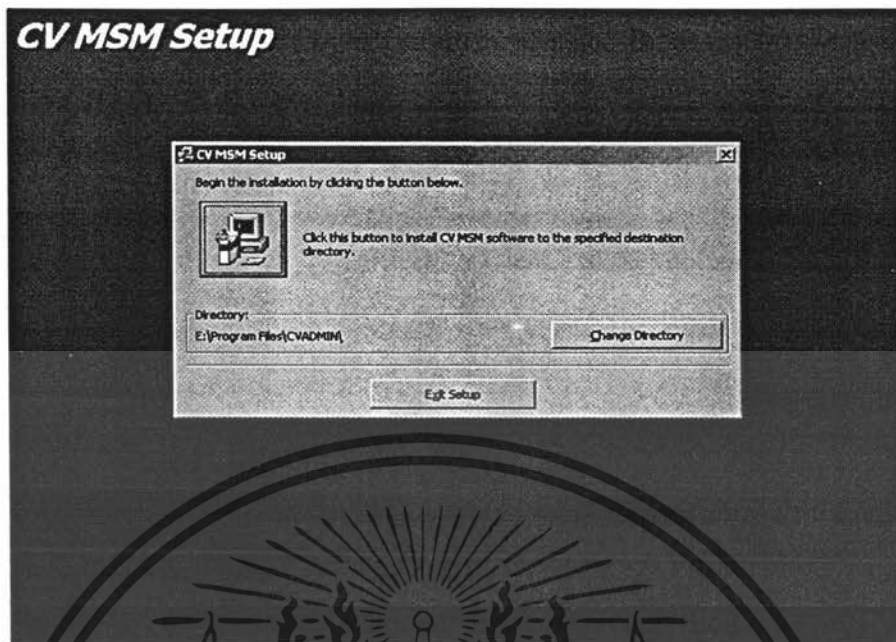 CV MSM Setup
CV MSM Setup
Begin the installation by clicking the button below.
Click this button to install CV MSM software to the specified destination
directory.
Directory:
E:\Program Files\CVADMIN\
Change Directory
Exit Setup